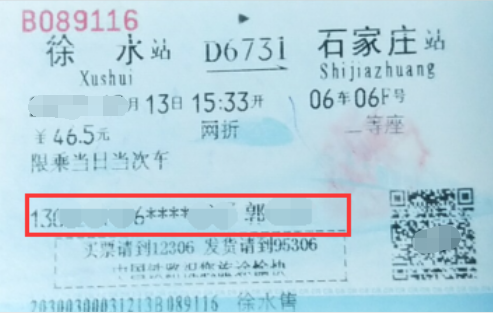 B089116
徐 水站 D6731 石家庄站
Xushui Shijiazhuang
月13日 15:33开 06车06F号
￥46.5元 网折 二等座
限乘当日当次车
130 6**** 郭
买票请到12306 发货请到95306
中国铁路祝您旅途愉快
20300300031213B089116 徐水售